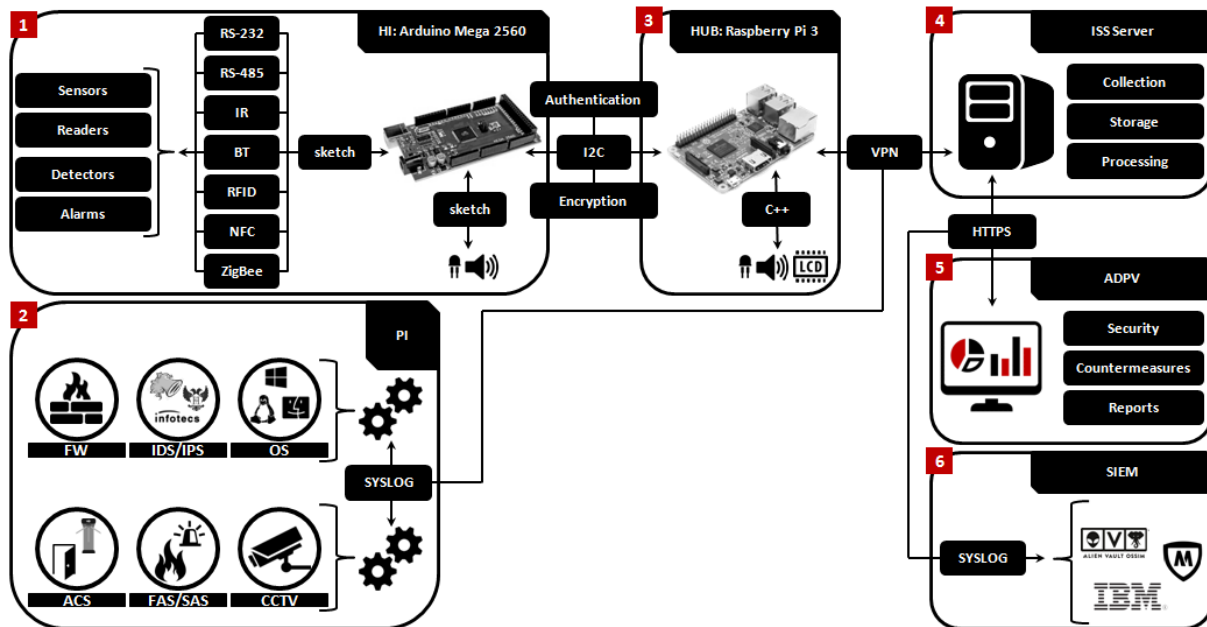 1
HI: Arduino Mega 2560
RS-232
RS-485
IR
BT
RFID
NFC
ZigBee
Sensors
Readers
Detectors
Alarms
sketch
sketch
Authentication
I2C
Encryption
3
HUB: Raspberry Pi 3
C++
LCD
VPN
4
ISS Server
Collection
Storage
Processing
HTTPS
2
PI
infotecs
FW
IDS/IPS
OS
SYSLOG
ACS
FAS/SAS
CCTV
5
ADPV
Security
Countermeasures
Reports
6
SIEM
SYSLOG
ALIEN VAULT OSSIM
M
IBM®